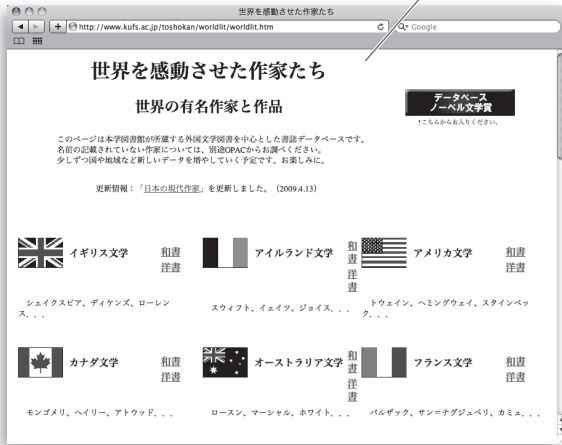 世界を感動させた作家たち
http://www.kufs.ac.jp/toshokan/worldlit/worldlit.htm
Google
世界を感動させた作家たち
世界の有名作家と作品
データベース
ノーベル文学賞
↑こちらからお入りください。
このページは本学図書館が所蔵する外国文学図書を中心とした書誌データベースです。
名前の記載されていない作家については、別途OPACからお調べください。
少しずつ国や地域など新しいデータを増やしていく予定です。お楽しみに。
更新情報：「日本の現代作家」を更新しました。（2009.4.13）
イギリス文学
和書
洋書
シェイクスピア、ディケンズ、ローレン
ス．．．
アイルランド文学
和
書
洋
書
スウィフト、イェイツ、ジョイス．．．
アメリカ文学
和書
洋書
トウェイン、ヘミングウェイ、スタインベッ
ク．．．
カナダ文学
和書
洋書
モンゴメリ、ヘイリー、アトウッド．．．
オーストラリア文学
和
書
洋
書
ロースン、マーシャル、ホワイト．．．
フランス文学
和書
洋書
バルザック、サン＝テグジュペリ、カミュ．．．